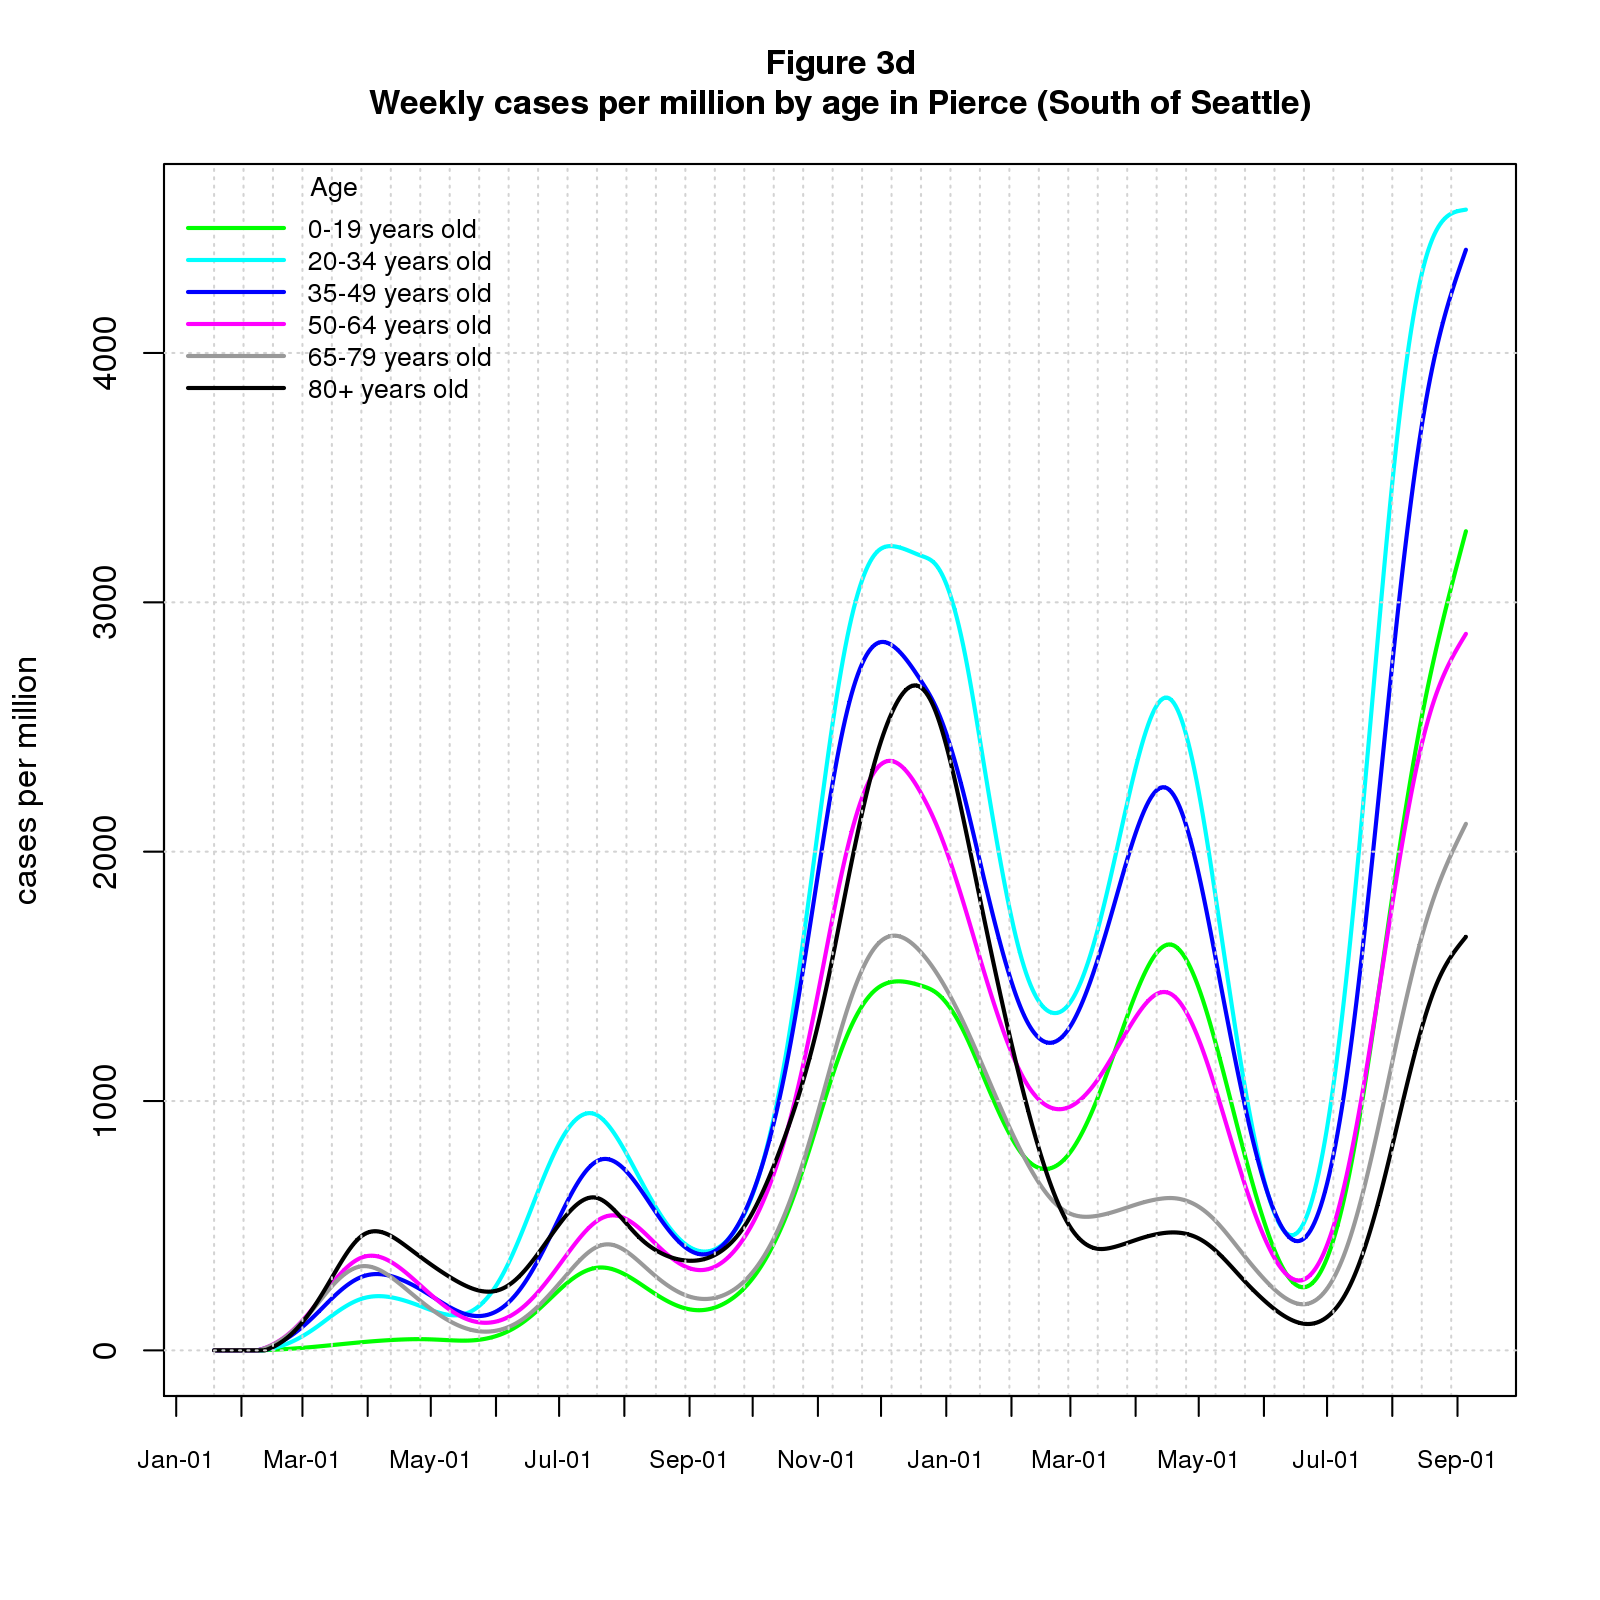 Figure 3d
Weekly cases per million by age in Pierce (South of Seattle)
Age
0-19 years old
20-34 years old
35-49 years old
50-64 years old
65-79 years old
80+ years old
cases per million
4000
3000
2000
1000
0
Jan-01 Mar-01 May-01 Jul-01 Sep-01 Nov-01 Jan-01 Mar-01 May-01 Jul-01 Sep-01